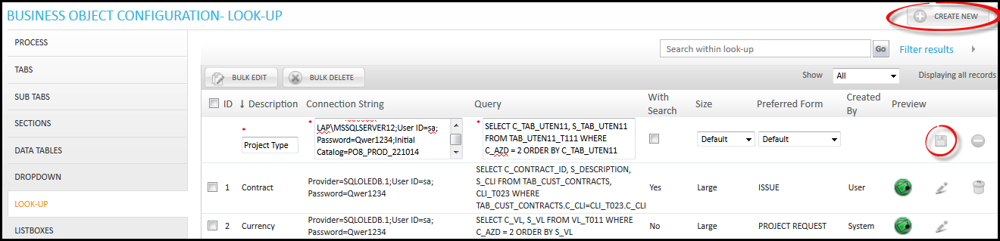 BUSINESS OBJECT CONFIGURATION- LOOK-UP
CREATE NEW
PROCESS
TABS
SUB TABS
SECTIONS
DATA TABLES
DROPDOWN
LOOK-UP
LISTBOXES
Search within look-up
Go
Filter results
BULK EDIT
BULK DELETE
Show
All
Displaying all records
ID
↓ Description
Connection String
Query
With
Search
Size
Preferred Form
Created
By
Preview
* Project Type
* LAP\MSSQLSERVER12;User ID=sa;
Password=Qwer1234;Initial
Catalog=PO8_PROD_221014
* SELECT C_TAB_UTEN11, S_TAB_UTEN11
FROM TAB_UTEN11_T111 WHERE
C_AZD = 2 ORDER BY C_TAB_UTEN11
Default
Default
1
Contract
Provider=SQLOLEDB.1;User ID=sa;
Password=Qwer1234
SELECT C_CONTRACT_ID, S_DESCRIPTION,
S_CLI FROM TAB_CUST_CONTRACTS,
CLI_T023 WHERE
TAB_CUST_CONTRACTS.C_CLI=CLI_T023.C_CLI
Yes
Large
ISSUE
User
2
Currency
Provider=SQLOLEDB.1;User ID=sa;
Password=Qwer1234
SELECT C_VL, S_VL FROM VL_T011 WHERE
C_AZD = 2 ORDER BY S_VL
No
Large
PROJECT REQUEST
System